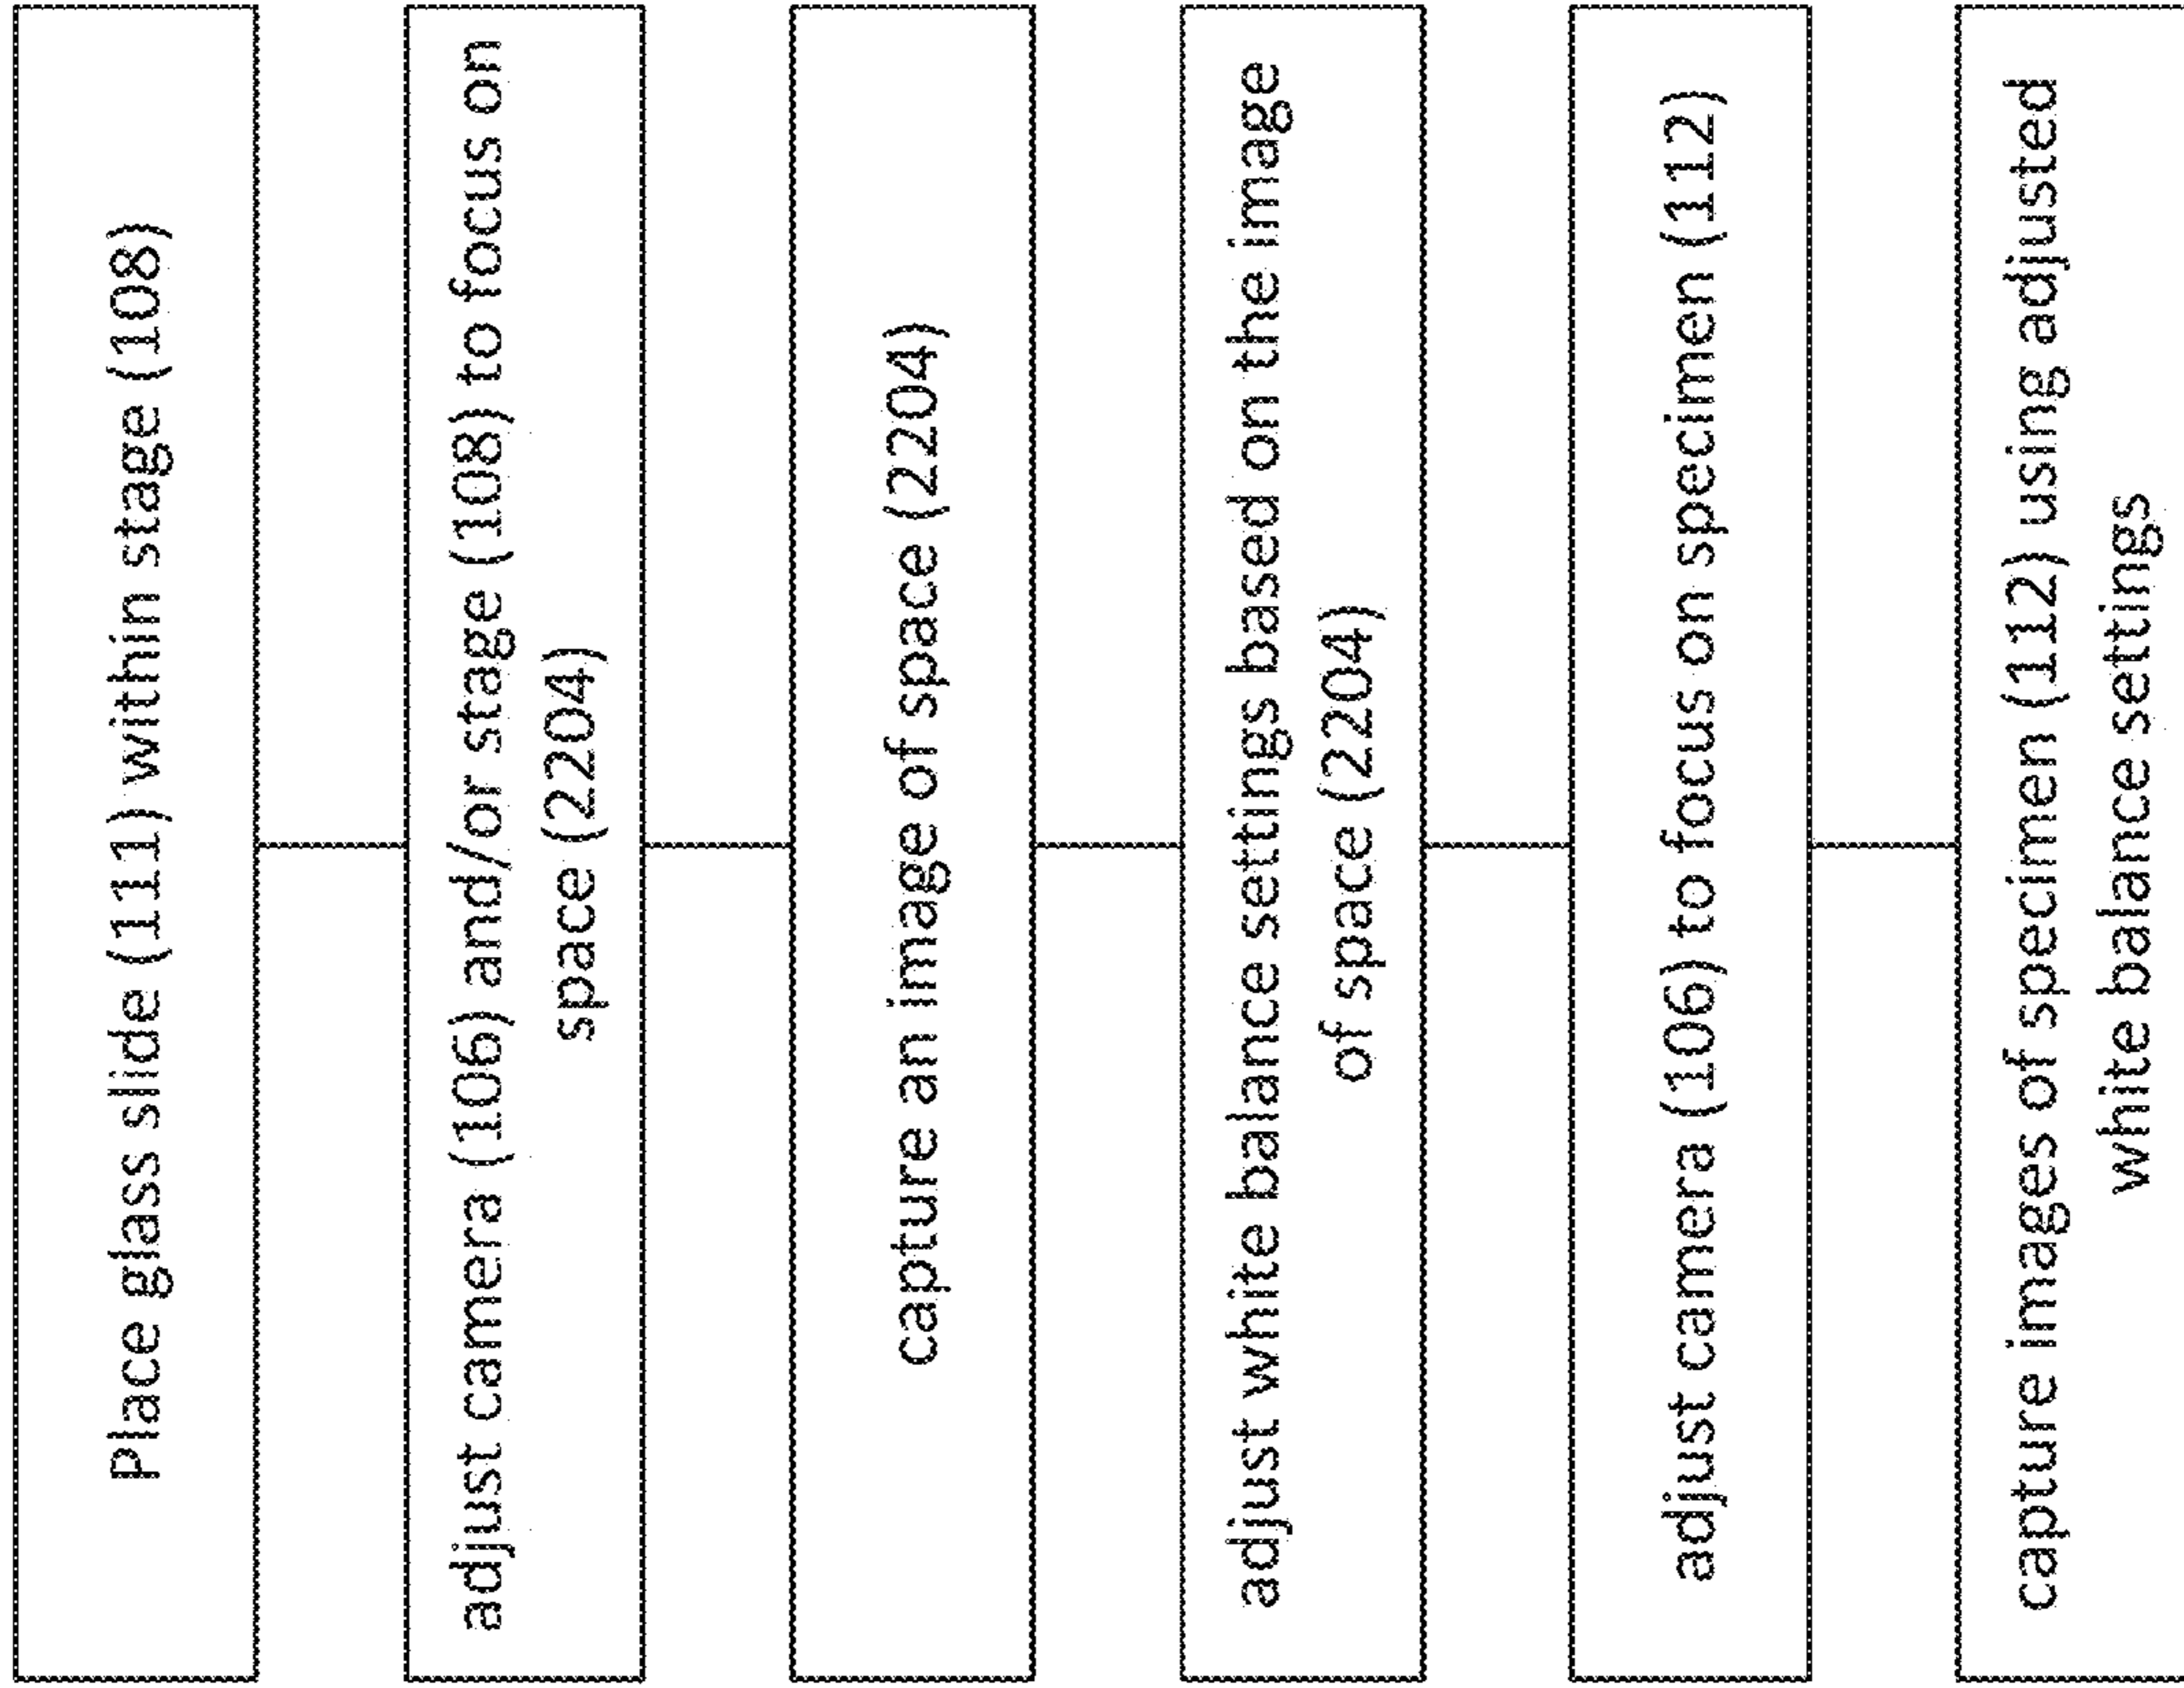 Place glass slide (111) within stage (108)
adjust camera (106) and/or stage (108) to focus on
space (2204)
capture an image of space (2204)
adjust white balance settings based on the image
of space (2204)
adjust camera (106) to focus on specimen (112)
capture images of specimen (112) using adjusted
white balance settings